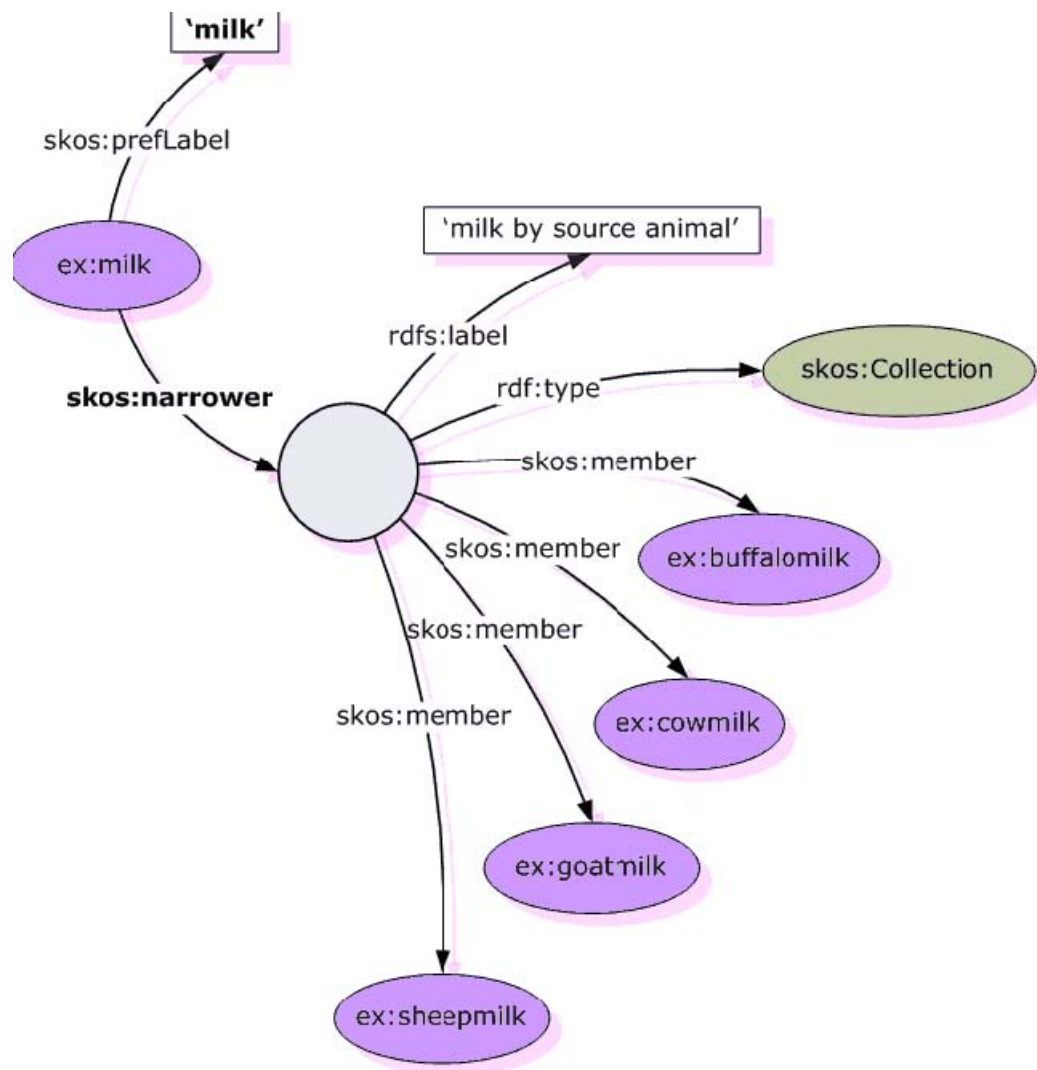 ‘milk’
skos:prefLabel
ex:milk
‘milk by source animal’
rdfs:label
skos:Collection
rdf:type
skos:narrower
skos:member
ex:buffalomilk
skos:member
skos:member
ex:cowmilk
skos:member
ex:goatmilk
ex:sheepmilk